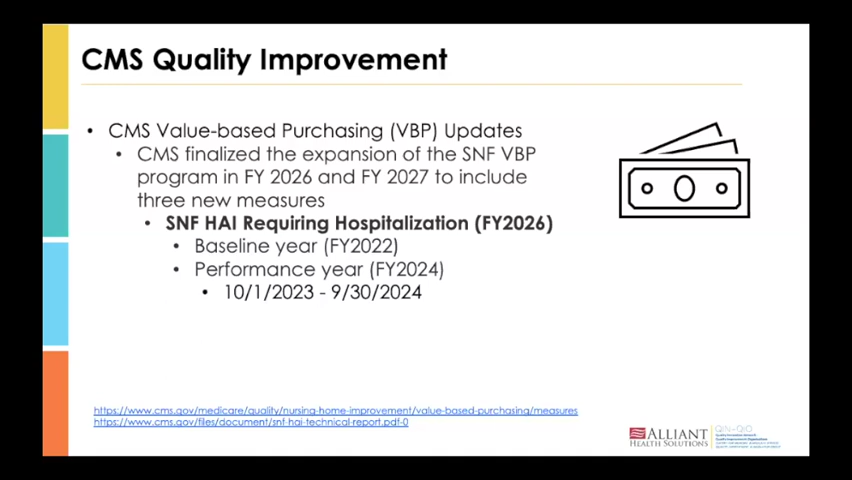 CMS Quality Improvement
• CMS Value-based Purchasing (VBP) Updates
• CMS finalized the expansion of the SNF VBP
program in FY 2026 and FY 2027 to include
three new measures
• SNF HAI Requiring Hospitalization (FY2026)
• Baseline year (FY2022)
• Performance year (FY2024)
• 10/1/2023 - 9/30/2024
https://www.cms.gov/medicare/quality/nursing-home-improvement/value-based-purchasing/measures
https://www.cms.gov/files/document/snf-hai-technical-report.pdf-0
ALLIANT
HEALTH SOLUTIONS
QIN-QIO